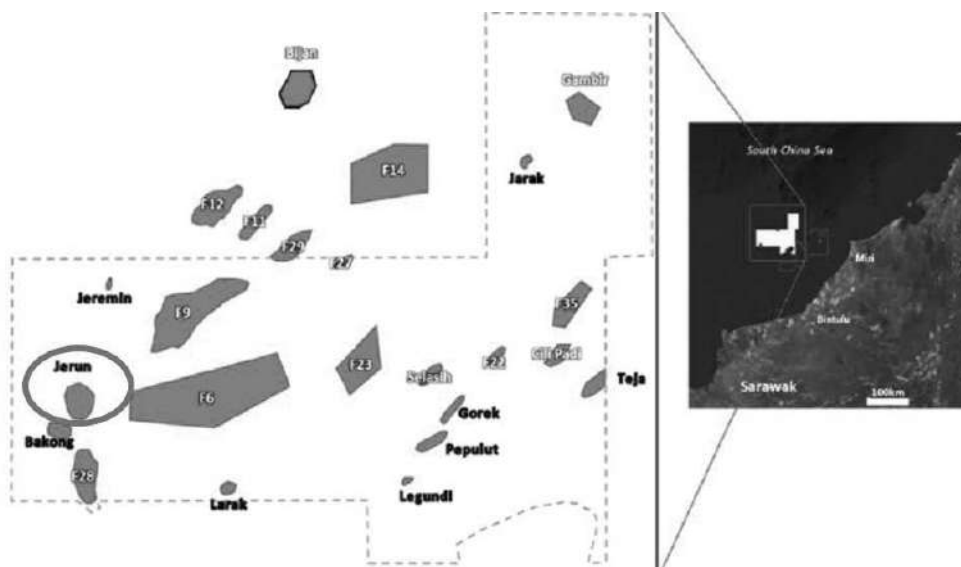 Bijan
Gambir
F14
Jarak
F12
F11
F29
F27
Jeremin
F9
F35
Jerun
F23
F22
Cili Padi
Selasih
Teja
F6
Gorek
Bakong
Pepulut
F28
Larak
Legundi
South China Sea
Miri
Bintulu
Sarawak
100km